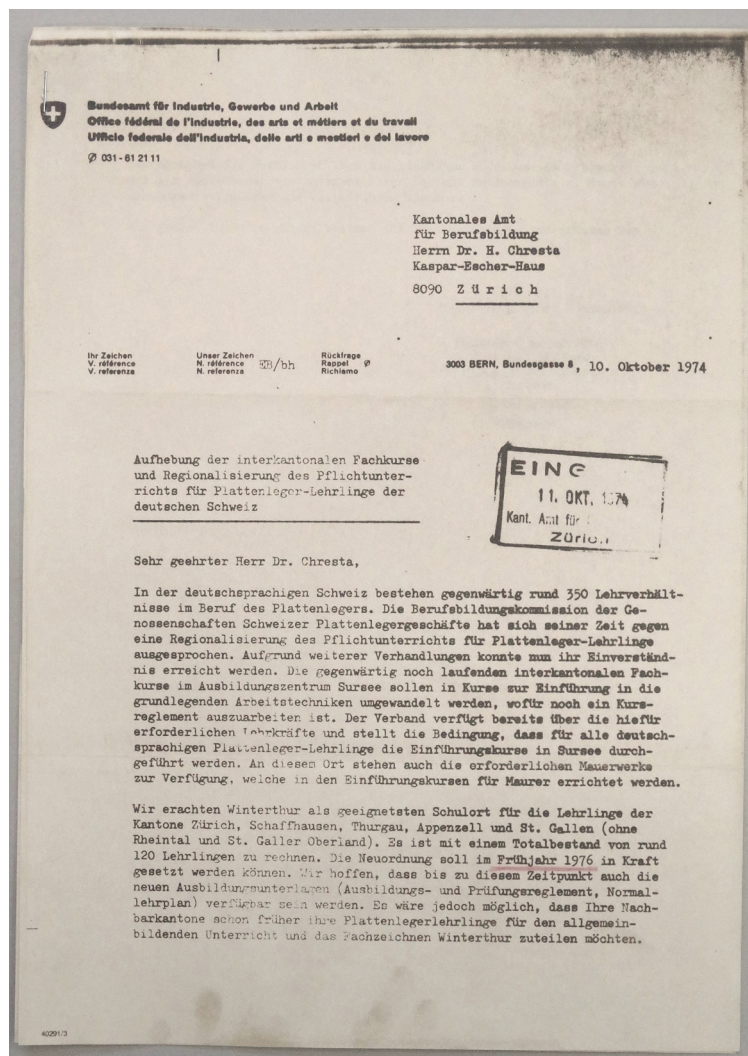 Bundesamt für Industrie, Gewerbe und Arbeit
Office fédéral de l'industrie, des arts et métiers et du travail
Ufficio federale dell'industria, delle arti e mestieri e del lavoro
Ø 031 - 61 21 11
Kantonales Amt
für Berufsbildung
Herrn Dr. H. Chresta
Kaspar-Escher-Haus
8090 Z ü r i c h
Ihr Zeichen
V. référence
V. referenza
Unser Zeichen
N. référence
N. referenza
EB/bh
Rückfrage
Rappel Ø
Richiamo
3003 BERN, Bundesgasse 8, 10. Oktober 1974
Aufhebung der interkantonalen Fachkurse
und Regionalisierung des Pflichtunter-
richts für Plattenleger-Lehrlinge der
deutschen Schweiz
EING
11. OKT. 1974
Kant. Amt für
Zürich
Sehr geehrter Herr Dr. Chresta,
In der deutschsprachigen Schweiz bestehen gegenwärtig rund 350 Lehrverhält-
nisse im Beruf des Plattenlegers. Die Berufsbildungskommission der Ge-
nossenschaften Schweizer Plattenlegergeschäfte hat sich seiner Zeit gegen
eine Regionalisierung des Pflichtunterrichts für Plattenleger-Lehrlinge
ausgesprochen. Aufgrund weiterer Verhandlungen konnte nun ihr Einverständ-
nis erreicht werden. Die gegenwärtig noch laufenden interkantonalen Fach-
kurse im Ausbildungszentrum Sursee sollen in Kurse zur Einführung in die
grundlegenden Arbeitstechniken umgewandelt werden, wofür noch ein Kurs-
reglement auszuarbeiten ist. Der Verband verfügt bereits über die hiefür
erforderlichen Lehrkräfte und stellt die Bedingung, dass für alle deutsch-
sprachigen Plattenleger-Lehrlinge die Einführungskurse in Sursee durch-
geführt werden. An diesem Ort stehen auch die erforderlichen Mauerwerke
zur Verfügung, welche in den Einführungskursen für Maurer errichtet werden.
Wir erachten Winterthur als geeignetsten Schulort für die Lehrlinge der
Kantone Zürich, Schaffhausen, Thurgau, Appenzell und St. Gallen (ohne
Rheintal und St. Galler Oberland). Es ist mit einem Totalbestand von rund
120 Lehrlingen zu rechnen. Die Neuordnung soll im Frühjahr 1976 in Kraft
gesetzt werden können. Wir hoffen, dass bis zu diesem Zeitpunkt auch die
neuen Ausbildungsunterlagen (Ausbildungs- und Prüfungsreglement, Normal-
lehrplan) verfügbar sein werden. Es wäre jedoch möglich, dass Ihre Nach-
barkantone schon früher ihre Plattenlegerlehrlinge für den allgemein-
bildenden Unterricht und das Fachzeichnen Winterthur zuteilen möchten.
40291/3